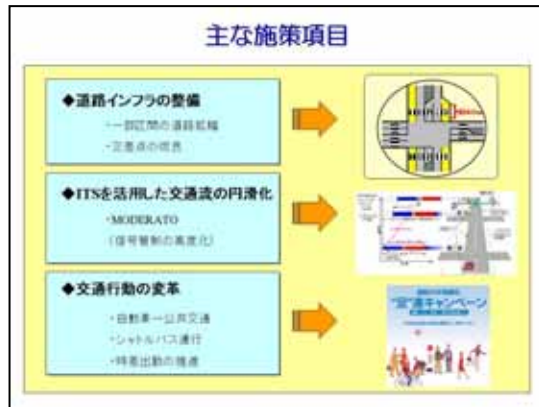 主な施策項目
◆道路インフラの整備
・一部区間の道路拡幅
・交差点の改良
◆ITSを活用した交通流の円滑化
・MODERATO
(信号管制の高度化)
◆交通行動の変革
・自動車→公共交通
・シャトルバス運行
・時差出勤の推進
キャンペーン